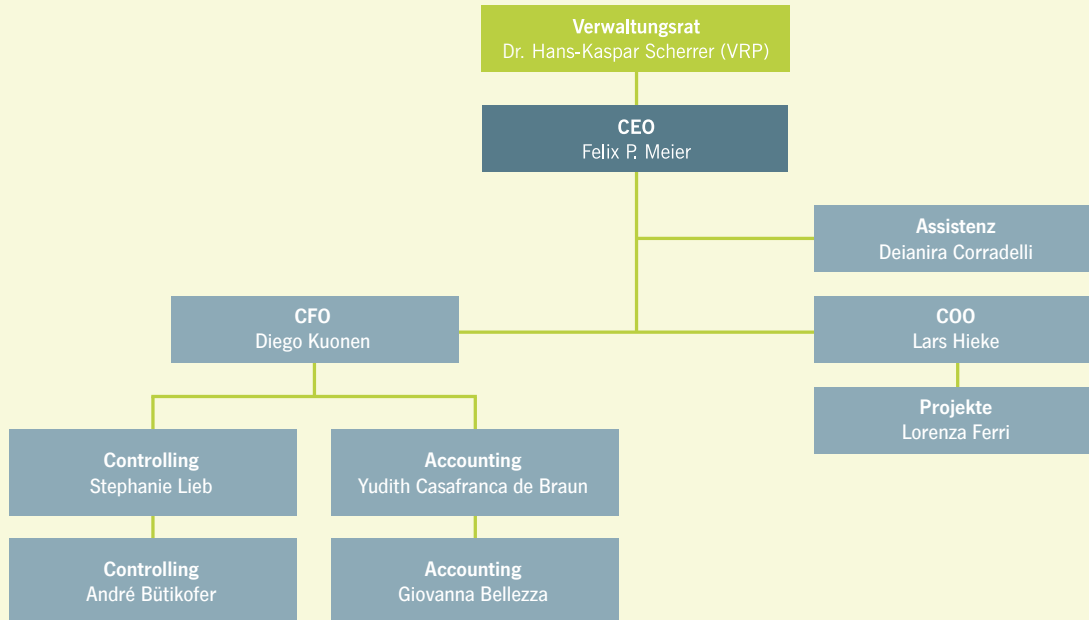 Verwaltungsrat
Dr. Hans-Kaspar Scherrer (VRP)
CEO
Felix P. Meier
Assistenz
Deianira Corradelli
CFO
Diego Kuonen
COO
Lars Hieke
Projekte
Lorenza Ferri
Controlling
Stephanie Lieb
Accounting
Yudith Casafranca de Braun
Controlling
André Bütikofer
Accounting
Giovanna Bellezza